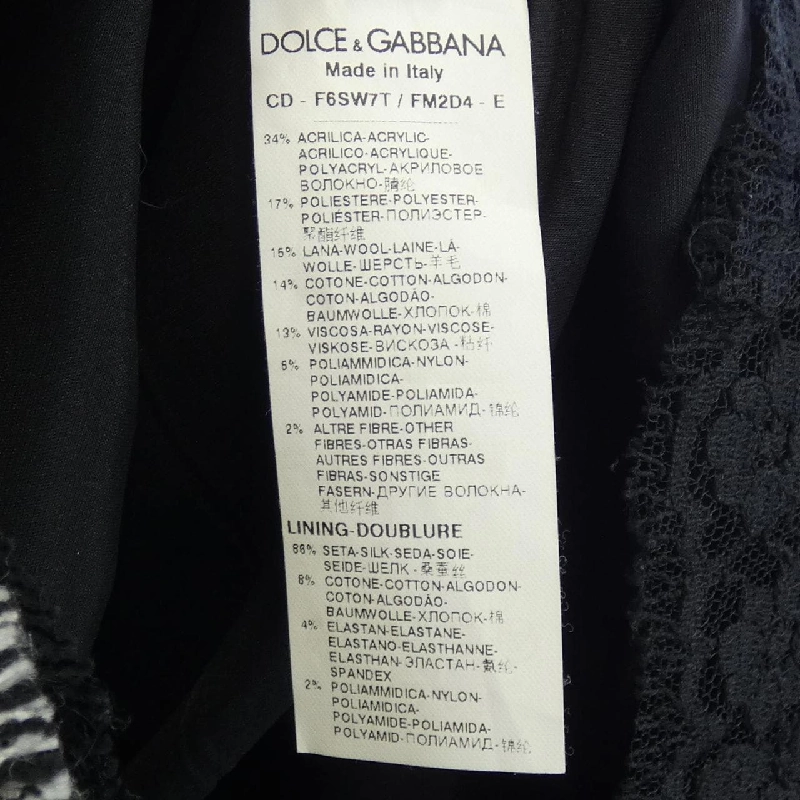 DOLCE & GABBANA
Made in Italy
CD - F6SW7T / FM2D4 - E
34% ACRILICA-ACRYLIC-
ACRILICO-ACRYLIQUE-
POLYACRYL-АКРИЛОВОЕ
ВОЛОКНО-腈纶
17% POLIESTERE-POLYESTER-
POLIÉSTER-ПОЛИЭСТЕР-
聚酯纤维
16% LANA-WOOL-LAINE-LÃ-
WOLLE-ШЕРСТЬ-羊毛
14% COTONE-COTTON-ALGODON-
COTON-ALGODÃO-
BAUMWOLLE-ХЛОПОК-棉
13% VISCOSA-RAYON-VISCOSE-
VISKOSE-ВИСКОЗА -粘纤
POLIAMMIDICA-NYLON-
POLIAMIDICA-
POLYAMIDE-POLIAMIDA-
POLYAMID-ПОЛИАМИД-锦纶
2% ALTRE FIBRE-OTHER
FIBRES-OTRAS FIBRAS-
AUTRES FIBRES-OUTRAS
FIBRAS-SONSTIGE
FASERN-ДРУГИЕ ВОЛОКНА-
其他纤维
LINING-DOUBLURE
86% SETA-SILK-SEDA-SOIE-
SEIDE-ШЕЛК -桑蚕丝
8% COTONE-COTTON-ALGODON-
COTON-ALGODÃO-
BAUMWOLLE-ХЛОПОК-棉
4% ELASTAN-ELASTANE-
ELASTANO-ELASTHANNE-
ELASTHAN-ЭЛАСТАН-氨纶-
SPANDEX
2% POLIAMMIDICA-NYLON-
POLIAMIDICA-
POLYAMIDE-POLIAMIDA-
POLYAMID-ПОЛИАМИД-锦纶